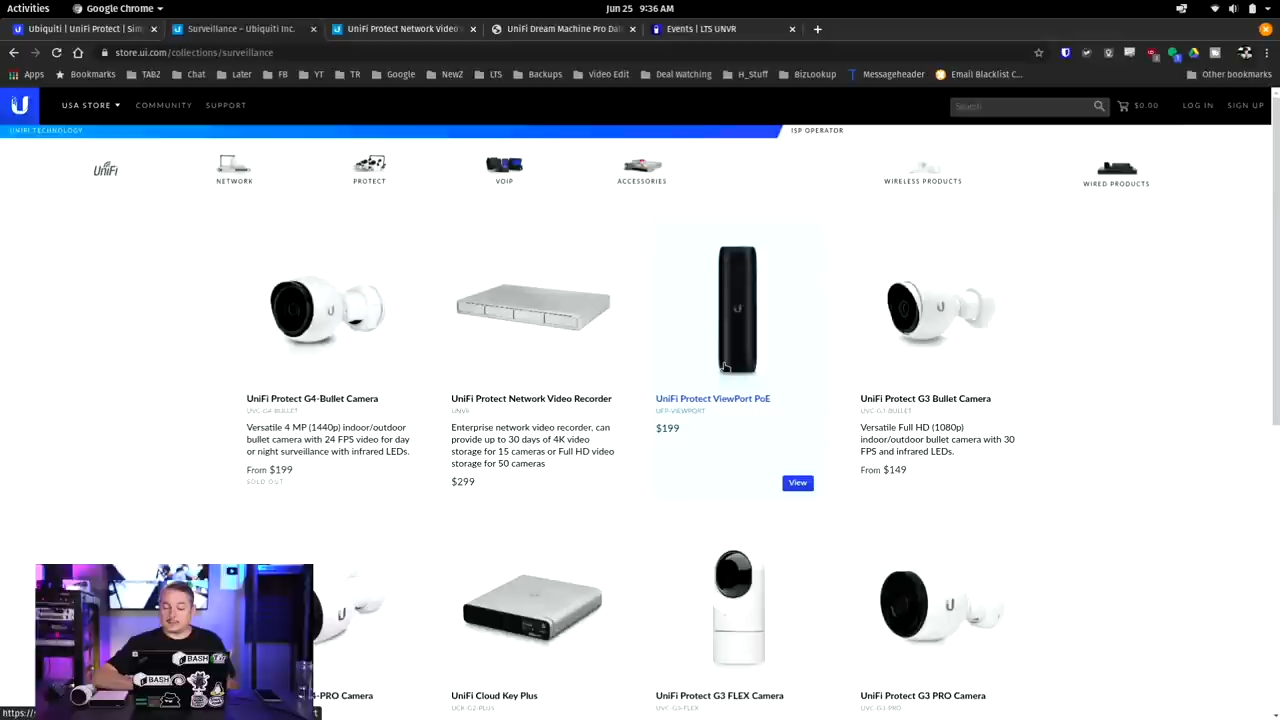 Activities
Google Chrome
Jun 25 9:36 AM
Ubiquiti | UniFi Protect | Sim
Surveillance – Ubiquiti Inc.
UniFi Protect Network Video
UniFi Dream Machine Pro Dat
Events | LTS UNVR
store.ui.com/collections/surveillance
Apps
Bookmarks
TABZ
Chat
Later
FB
YT
TR
Google
NewZ
LTS
Backups
Video Edit
Deal Watching
H_Stuff
BizLookup
Messageheader
Email Blacklist C...
Other bookmarks
USA STORE
COMMUNITY
SUPPORT
Search
$0.00
LOG IN
SIGN UP
UNIFI TECHNOLOGY
ISP OPERATOR
UniFi
NETWORK
PROTECT
VOIP
ACCESSORIES
WIRELESS PRODUCTS
WIRED PRODUCTS
UniFi Protect G4-Bullet Camera
UVC-G4-BULLET
Versatile 4 MP (1440p) indoor/outdoor
bullet camera with 24 FPS video for day
or night surveillance with infrared LEDs.
From $199
SOLD OUT
UniFi Protect Network Video Recorder
UNVR
Enterprise network video recorder, can
provide up to 30 days of 4K video
storage for 15 cameras or Full HD video
storage for 50 cameras
$299
UniFi Protect ViewPort PoE
UFP-VIEWPORT
$199
View
UniFi Protect G3 Bullet Camera
UVC-G3-BULLET
Versatile Full HD (1080p)
indoor/outdoor bullet camera with 30
FPS and infrared LEDs.
From $149
4-PRO Camera
UniFi Cloud Key Plus
UCK-G2-PLUS
UniFi Protect G3 FLEX Camera
UVC-G3-FLEX
UniFi Protect G3 PRO Camera
UVC-G3-PRO
BASH
BASH
https://